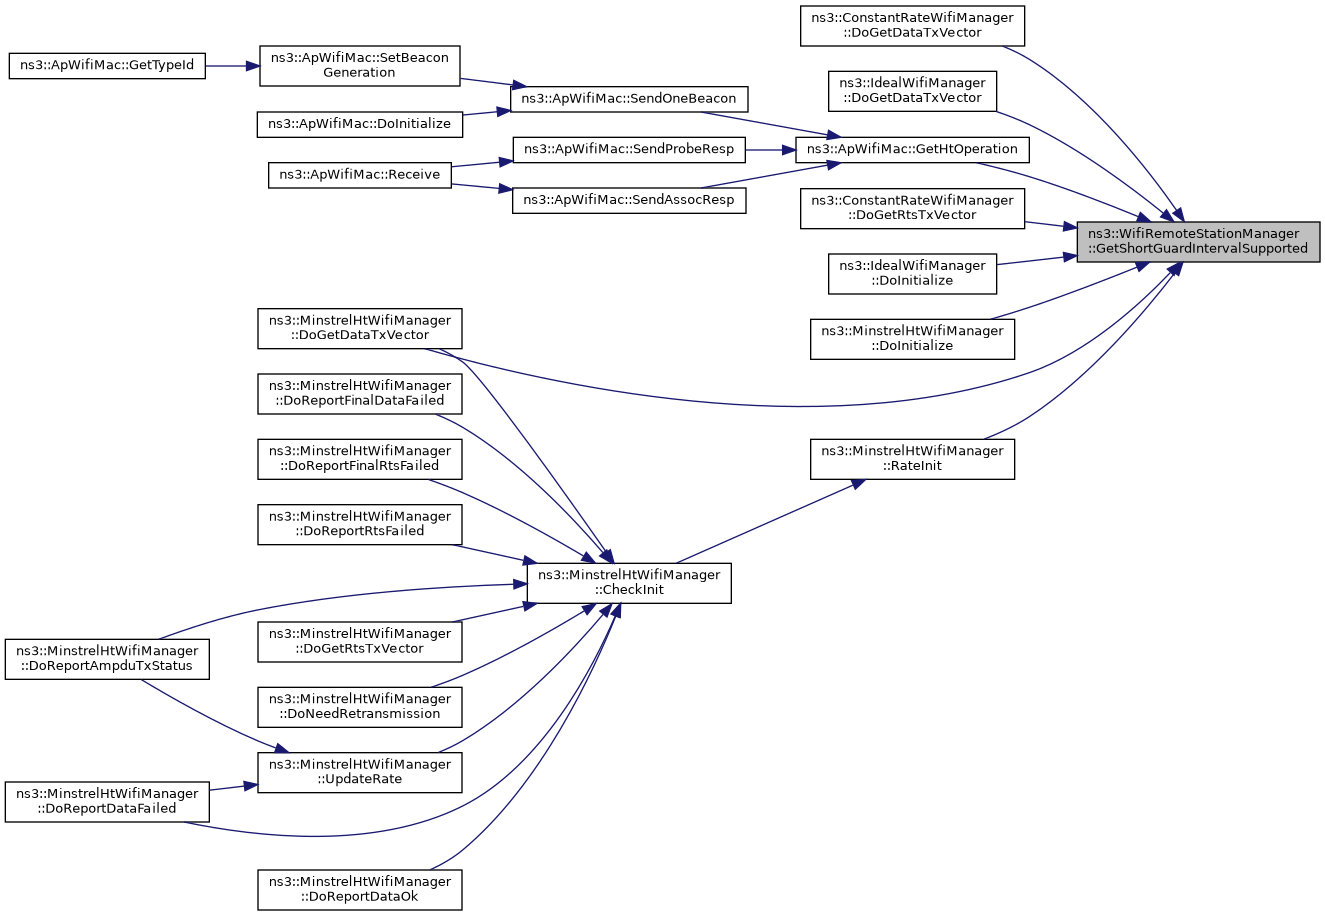 ns3::ConstantRateWifiManager
::DoGetDataTxVector
ns3::ApWifiMac::SetBeacon
Generation
ns3::ApWifiMac::GetTypeId
ns3::IdealWifiManager
::DoGetDataTxVector
ns3::ApWifiMac::SendOneBeacon
ns3::ApWifiMac::DoInitialize
ns3::ApWifiMac::SendProbeResp
ns3::ApWifiMac::GetHtOperation
ns3::ApWifiMac::Receive
ns3::ApWifiMac::SendAssocResp
ns3::ConstantRateWifiManager
::DoGetRtsTxVector
ns3::WifiRemoteStationManager
::GetShortGuardIntervalSupported
ns3::IdealWifiManager
::DoInitialize
ns3::MinstrelHtWifiManager
::DoGetDataTxVector
ns3::MinstrelHtWifiManager
::DoInitialize
ns3::MinstrelHtWifiManager
::DoReportFinalDataFailed
ns3::MinstrelHtWifiManager
::DoReportFinalRtsFailed
ns3::MinstrelHtWifiManager
::RateInit
ns3::MinstrelHtWifiManager
::DoReportRtsFailed
ns3::MinstrelHtWifiManager
::CheckInit
ns3::MinstrelHtWifiManager
::DoGetRtsTxVector
ns3::MinstrelHtWifiManager
::DoReportAmpduTxStatus
ns3::MinstrelHtWifiManager
::DoNeedRetransmission
ns3::MinstrelHtWifiManager
::UpdateRate
ns3::MinstrelHtWifiManager
::DoReportDataFailed
ns3::MinstrelHtWifiManager
::DoReportDataOk